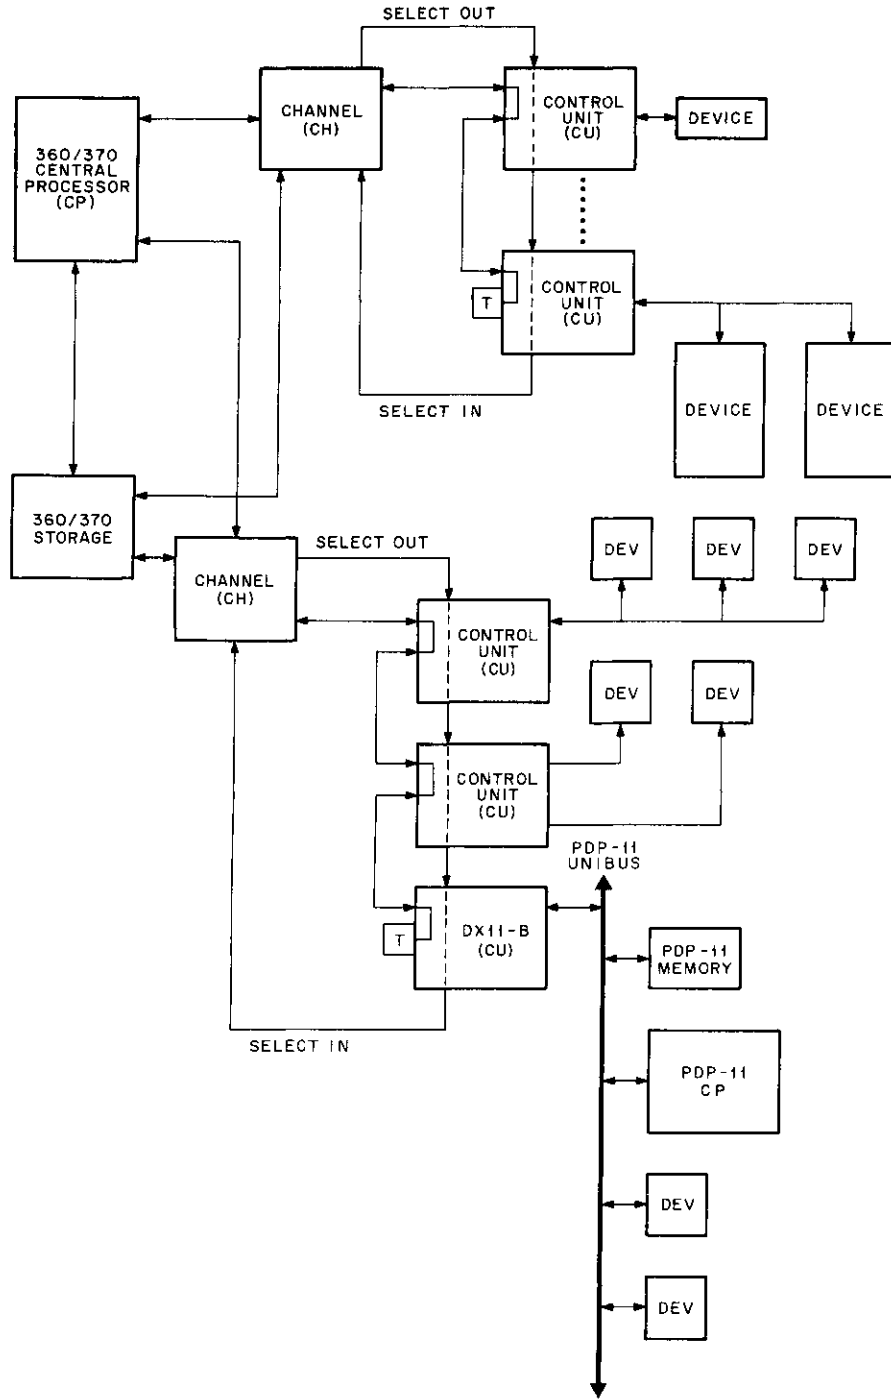 SELECT OUT
CHANNEL
(CH)
CONTROL
UNIT
(CU)
DEVICE
360/370
CENTRAL
PROCESSOR
(CP)
CONTROL
UNIT
(CU)
T
SELECT IN
DEVICE
DEVICE
360/370
STORAGE
SELECT OUT
CHANNEL
(CH)
DEV
DEV
DEV
CONTROL
UNIT
(CU)
DEV
DEV
CONTROL
UNIT
(CU)
PDP-11
UNIBUS
DX11-B
(CU)
T
SELECT IN
PDP-11
MEMORY
PDP-11
CP
DEV
DEV